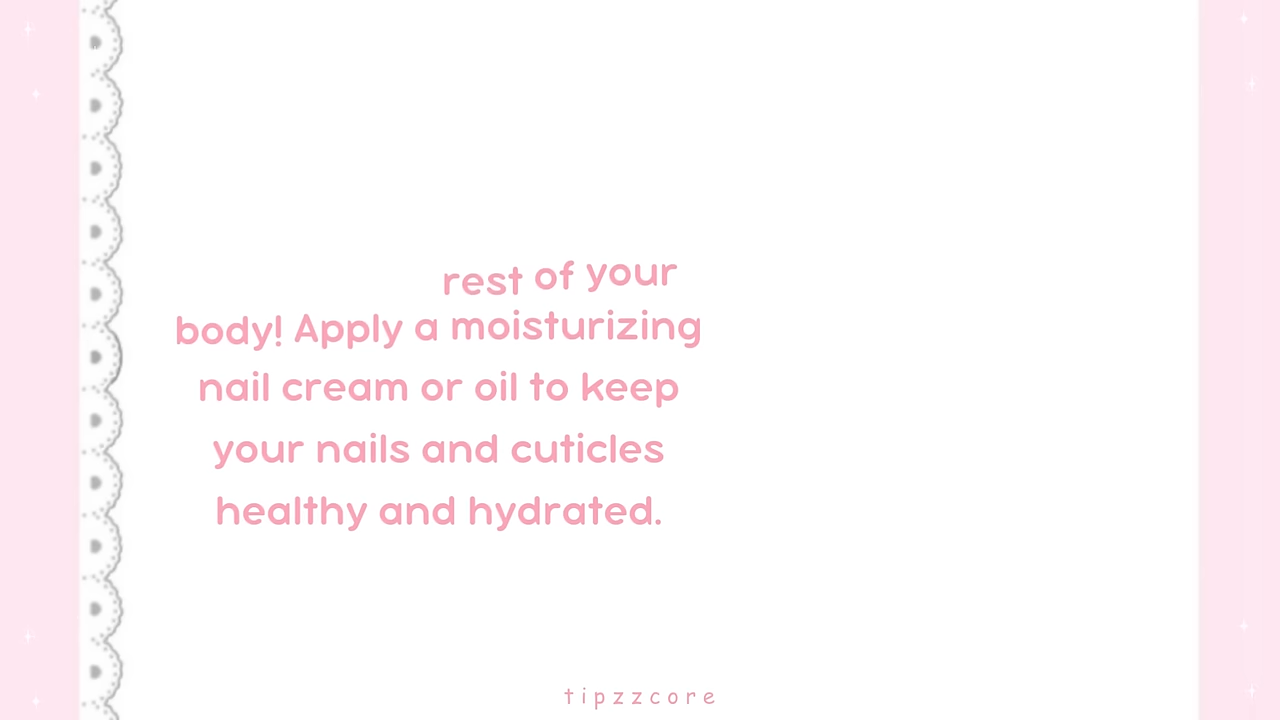 rest of your
body! Apply a moisturizing
nail cream or oil to keep
your nails and cuticles
healthy and hydrated.
tipzzcore